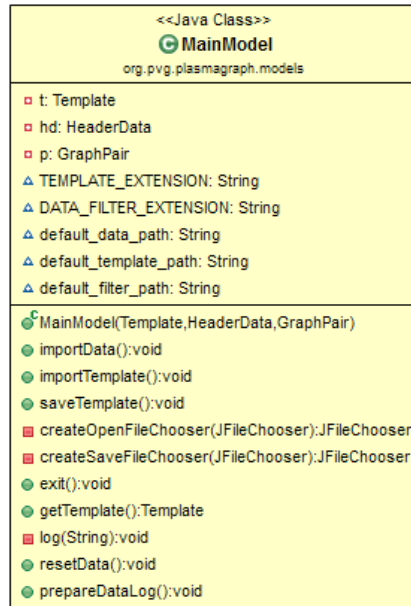 <<Java Class>>
C MainModel
org.pvg.plasmagraph.models
t: Template
hd: HeaderData
p: GraphPair
TEMPLATE_EXTENSION: String
DATA_FILTER_EXTENSION: String
default_data_path: String
default_template_path: String
default_filter_path: String
C MainModel(Template,HeaderData,GraphPair)
importData():void
importTemplate():void
saveTemplate():void
createOpenFileChooser(JFileChooser):JFileChooser
createSaveFileChooser(JFileChooser):JFileChooser
exit():void
getTemplate():Template
log(String):void
resetData():void
prepareDataLog():void